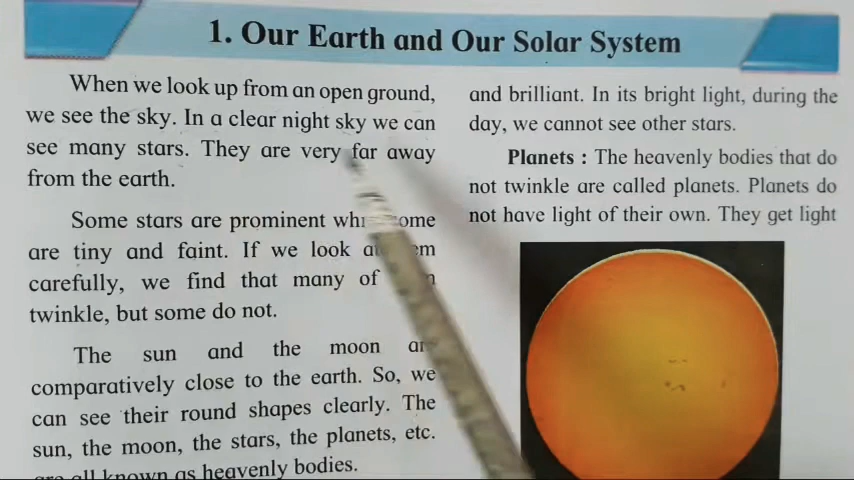 1. Our Earth and Our Solar System
When we look up from an open ground,
we see the sky. In a clear night sky we can
see many stars. They are very far away
from the earth.
Some stars are prominent
are tiny and faint. If we look
carefully, we find that many of
twinkle, but some do not.
The sun and the moon
comparatively close to the earth. So, we
can see their round shapes clearly. The
sun, the moon, the stars, the planets, etc.
are all known as heavenly bodies.
and brilliant. In its bright light, during the
day, we cannot see other stars.
Planets : The heavenly bodies that do
not twinkle are called planets. Planets do
not have light of their own. They get light